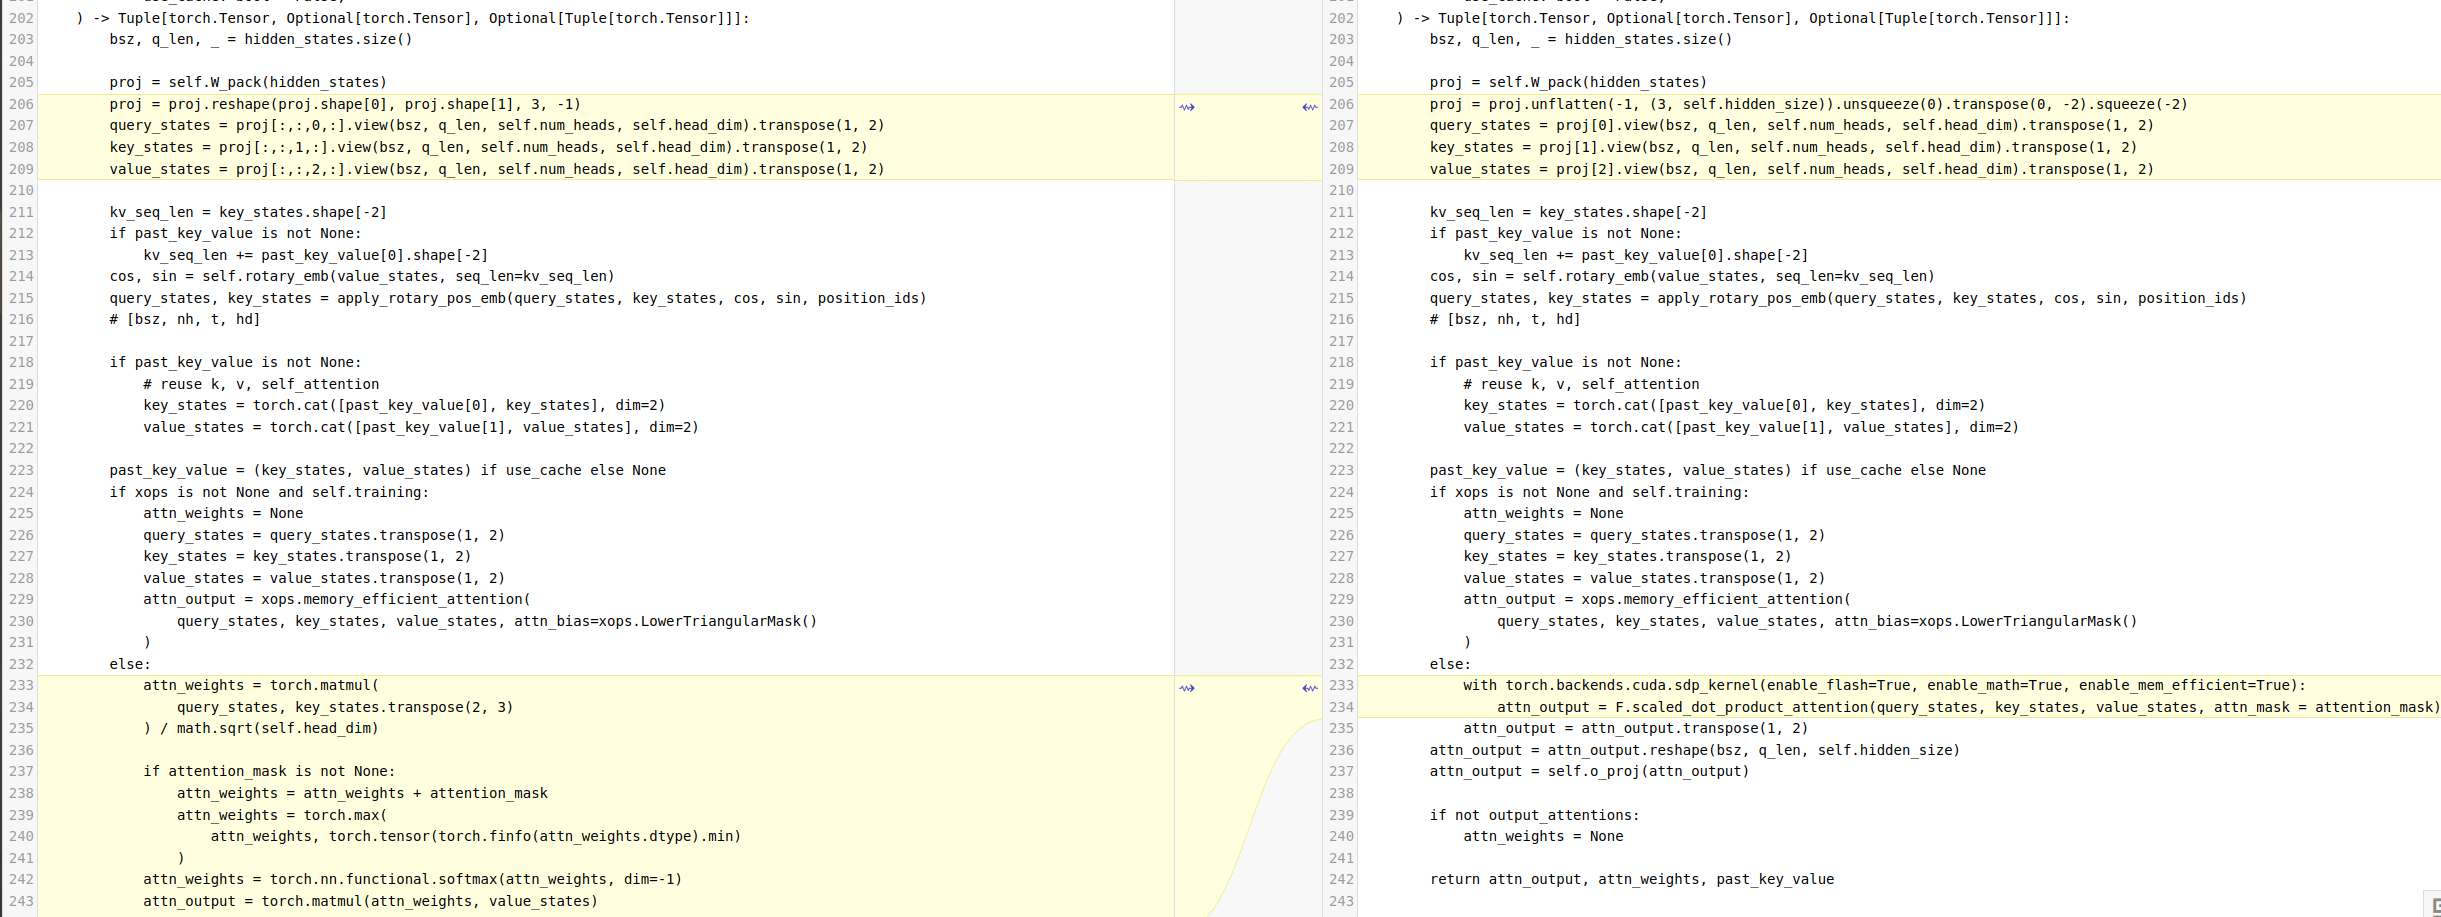 202 ) -> Tuple[torch.Tensor, Optional[torch.Tensor], Optional[Tuple[torch.Tensor]]]:
203 bsz, q_len, _ = hidden_states.size()
204
205 proj = self.W_pack(hidden_states)
206 proj = proj.reshape(proj.shape[0], proj.shape[1], 3, -1)
207 query_states = proj[:,:,0,:].view(bsz, q_len, self.num_heads, self.head_dim).transpose(1, 2)
208 key_states = proj[:,:,1,:].view(bsz, q_len, self.num_heads, self.head_dim).transpose(1, 2)
209 value_states = proj[:,:,2,:].view(bsz, q_len, self.num_heads, self.head_dim).transpose(1, 2)
210
211 kv_seq_len = key_states.shape[-2]
212 if past_key_value is not None:
213 kv_seq_len += past_key_value[0].shape[-2]
214 cos, sin = self.rotary_emb(value_states, seq_len=kv_seq_len)
215 query_states, key_states = apply_rotary_pos_emb(query_states, key_states, cos, sin, position_ids)
216 # [bsz, nh, t, hd]
217
218 if past_key_value is not None:
219 # reuse k, v, self_attention
220 key_states = torch.cat([past_key_value[0], key_states], dim=2)
221 value_states = torch.cat([past_key_value[1], value_states], dim=2)
222
223 past_key_value = (key_states, value_states) if use_cache else None
224 if xops is not None and self.training:
225 attn_weights = None
226 query_states = query_states.transpose(1, 2)
227 key_states = key_states.transpose(1, 2)
228 value_states = value_states.transpose(1, 2)
229 attn_output = xops.memory_efficient_attention(
230 query_states, key_states, value_states, attn_bias=xops.LowerTriangularMask()
231 )
232 else:
233 attn_weights = torch.matmul(
234 query_states, key_states.transpose(2, 3)
235 ) / math.sqrt(self.head_dim)
236
237 if attention_mask is not None:
238 attn_weights = attn_weights + attention_mask
239 attn_weights = torch.max(
240 attn_weights, torch.tensor(torch.finfo(attn_weights.dtype).min)
241 )
242 attn_weights = torch.nn.functional.softmax(attn_weights, dim=-1)
243 attn_output = torch.matmul(attn_weights, value_states)
202 ) -> Tuple[torch.Tensor, Optional[torch.Tensor], Optional[Tuple[torch.Tensor]]]:
203 bsz, q_len, _ = hidden_states.size()
204
205 proj = self.W_pack(hidden_states)
206 proj = proj.unflatten(-1, (3, self.hidden_size)).unsqueeze(0).transpose(0, -2).squeeze(-2)
207 query_states = proj[0].view(bsz, q_len, self.num_heads, self.head_dim).transpose(1, 2)
208 key_states = proj[1].view(bsz, q_len, self.num_heads, self.head_dim).transpose(1, 2)
209 value_states = proj[2].view(bsz, q_len, self.num_heads, self.head_dim).transpose(1, 2)
210
211 kv_seq_len = key_states.shape[-2]
212 if past_key_value is not None:
213 kv_seq_len += past_key_value[0].shape[-2]
214 cos, sin = self.rotary_emb(value_states, seq_len=kv_seq_len)
215 query_states, key_states = apply_rotary_pos_emb(query_states, key_states, cos, sin, position_ids)
216 # [bsz, nh, t, hd]
217
218 if past_key_value is not None:
219 # reuse k, v, self_attention
220 key_states = torch.cat([past_key_value[0], key_states], dim=2)
221 value_states = torch.cat([past_key_value[1], value_states], dim=2)
222
223 past_key_value = (key_states, value_states) if use_cache else None
224 if xops is not None and self.training:
225 attn_weights = None
226 query_states = query_states.transpose(1, 2)
227 key_states = key_states.transpose(1, 2)
228 value_states = value_states.transpose(1, 2)
229 attn_output = xops.memory_efficient_attention(
230 query_states, key_states, value_states, attn_bias=xops.LowerTriangularMask()
231 )
232 else:
233 with torch.backends.cuda.sdp_kernel(enable_flash=True, enable_math=True, enable_mem_efficient=True):
234 attn_output = F.scaled_dot_product_attention(query_states, key_states, value_states, attn_mask = attention_mask)
235 attn_output = attn_output.transpose(1, 2)
236 attn_output = attn_output.reshape(bsz, q_len, self.hidden_size)
237 attn_output = self.o_proj(attn_output)
238
239 if not output_attentions:
240 attn_weights = None
241
242 return attn_output, attn_weights, past_key_value
243